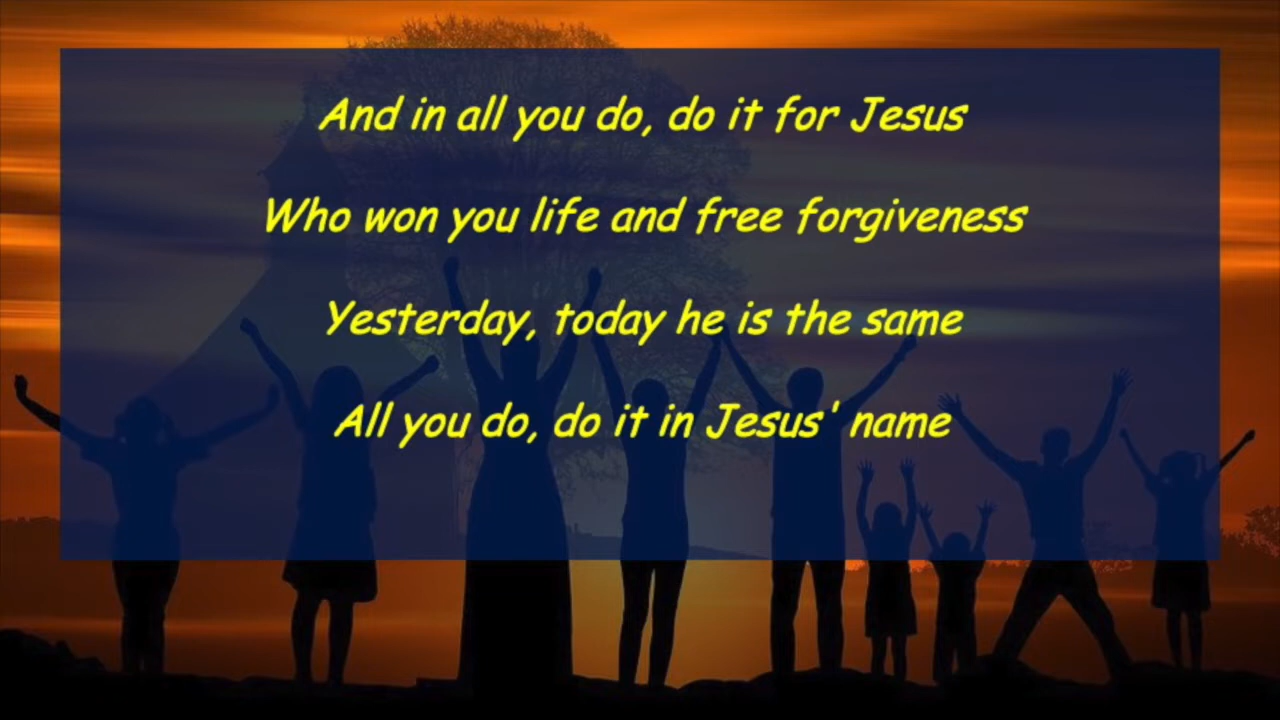 And in all you do, do it for Jesus
Who won you life and free forgiveness
Yesterday, today he is the same
All you do, do it in Jesus' name